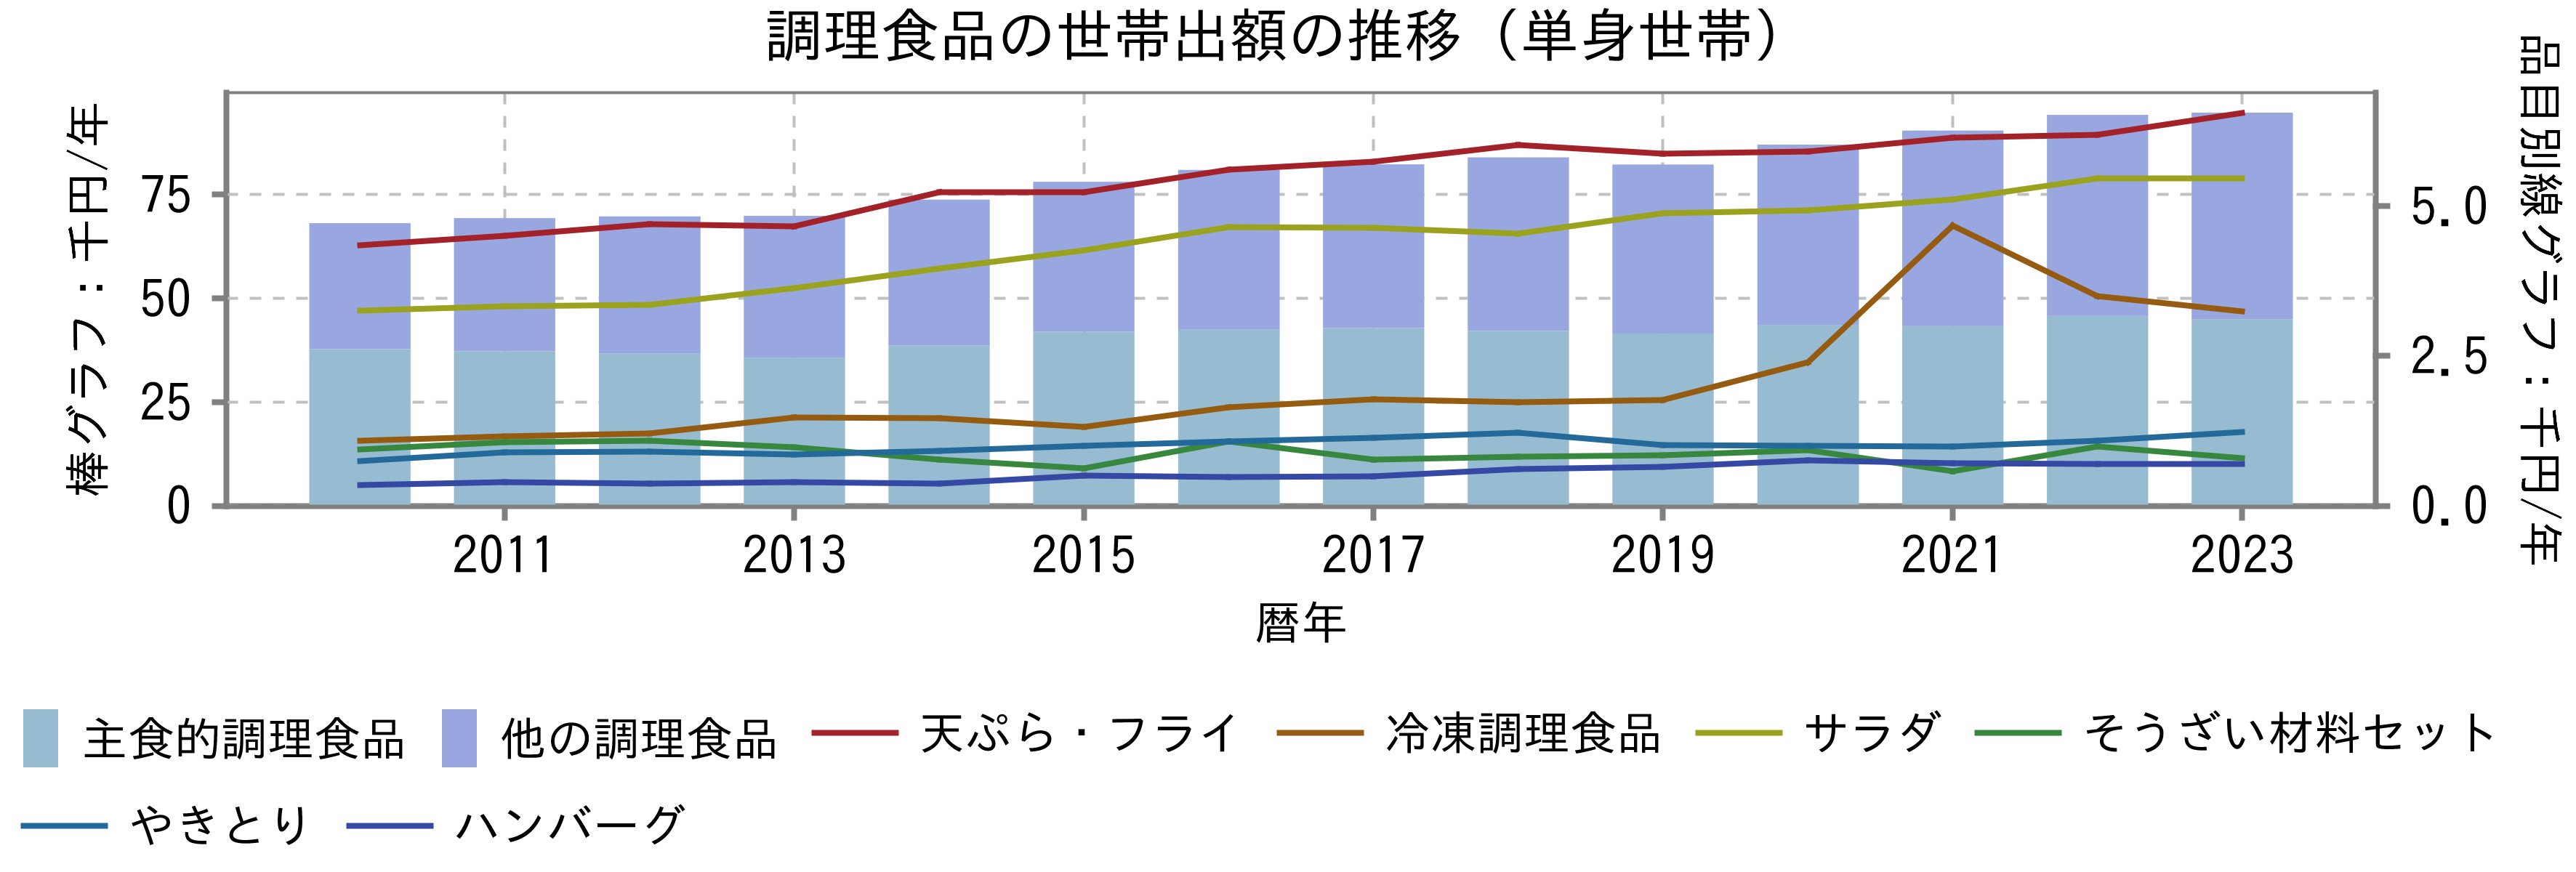 調理食品の世帯出額の推移（単身世帯）
棒グラフ：千円/年
75
50
25
0
5.0
2.5
0.0
品目別線グラフ：千円/年
2011 2013 2015 2017 2019 2021 2023
暦年
主食的調理食品 他の調理食品 天ぷら・フライ 冷凍調理食品 サラダ そうざい材料セット
やきとり ハンバーグ